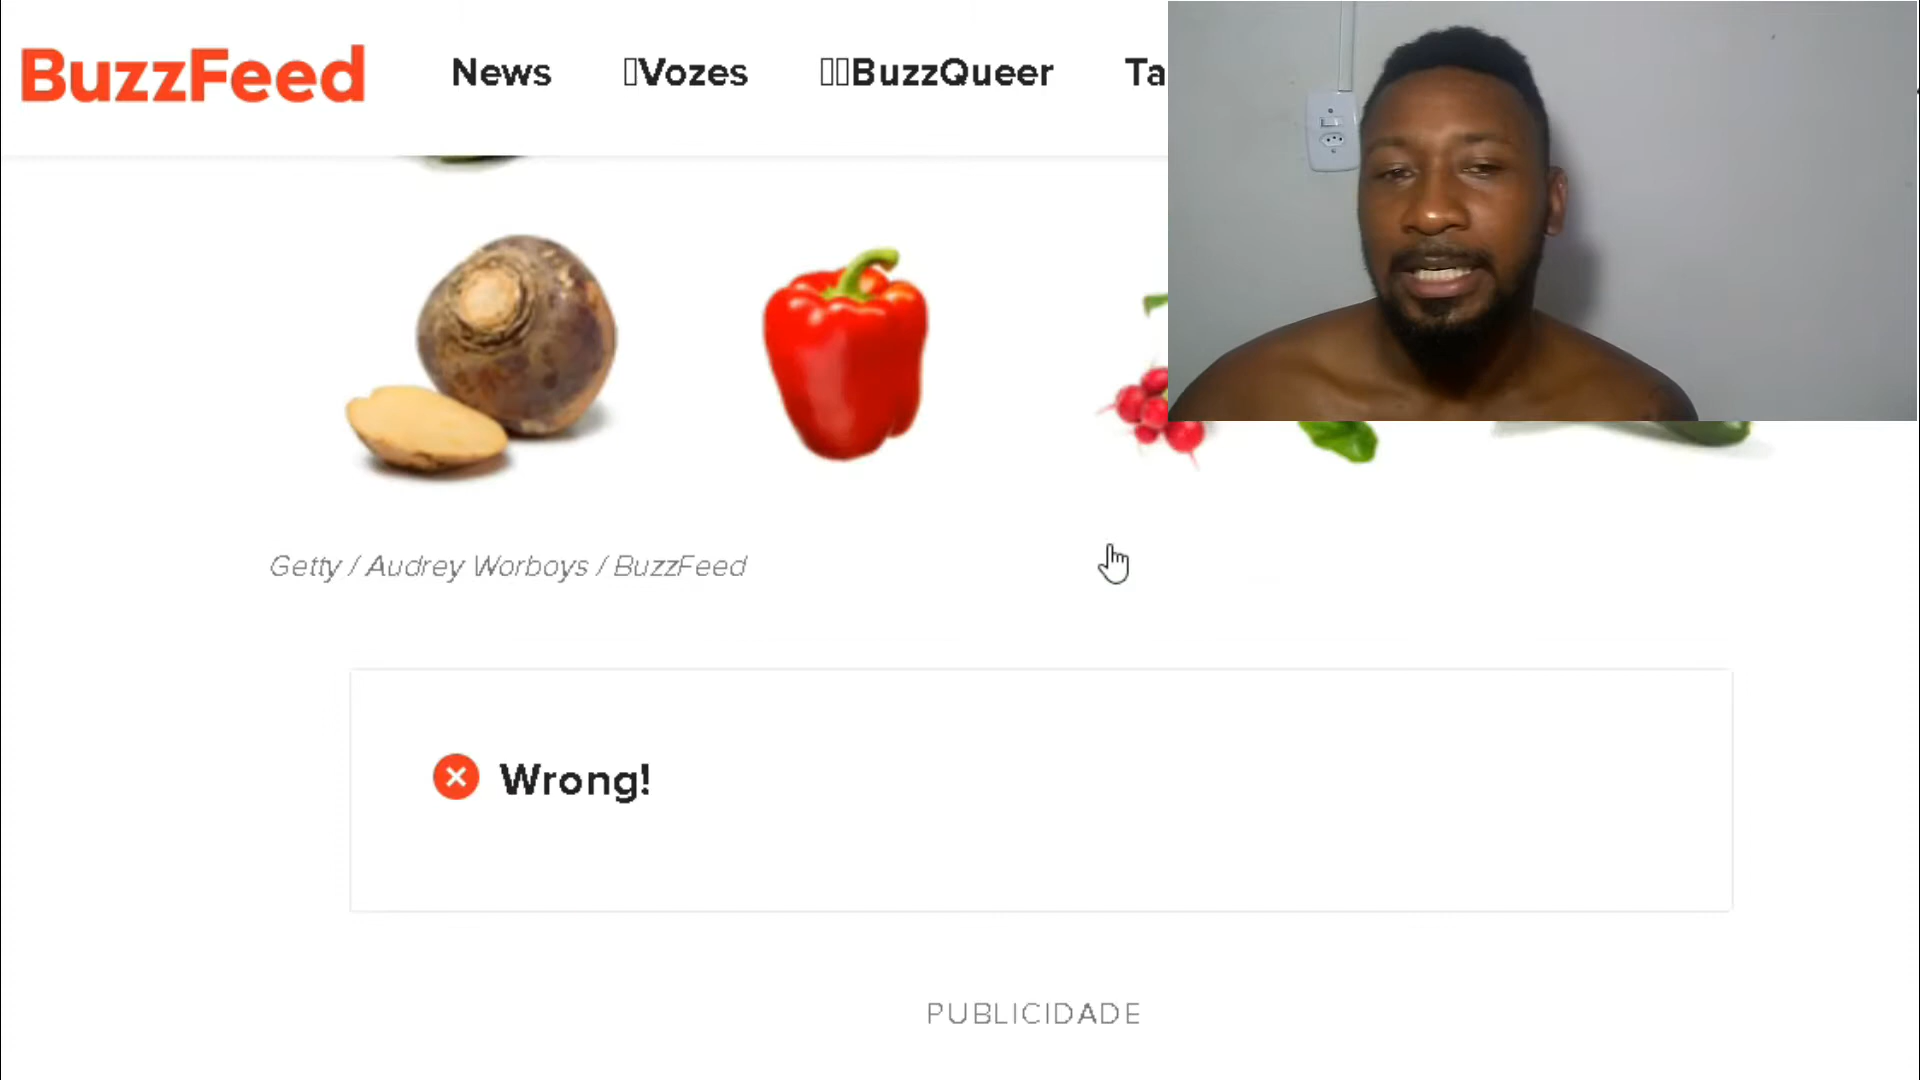 BuzzFeed
News
Vozes
BuzzQueer
Ta
Getty / Audrey Worboys / BuzzFeed
Wrong!
PUBLICIDADE